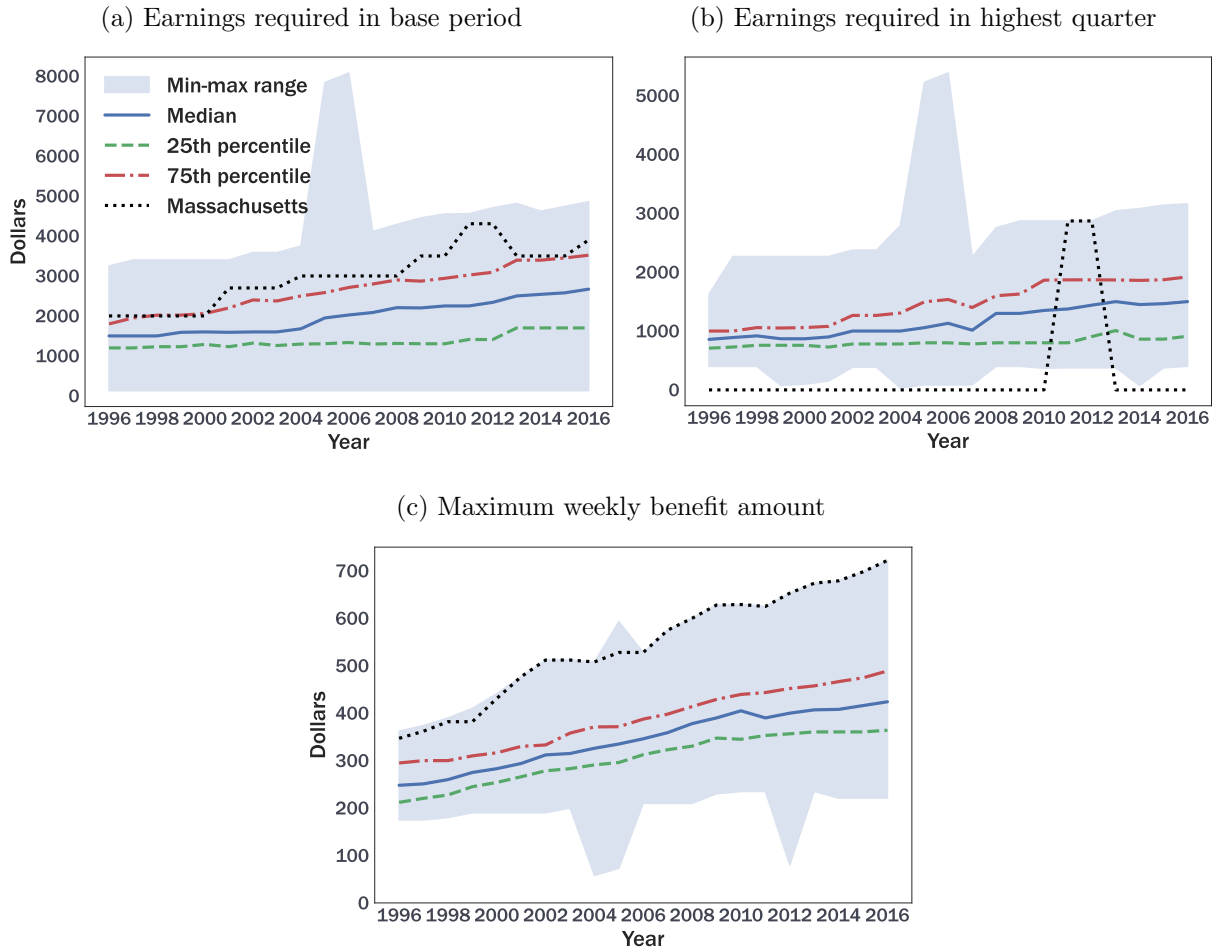 (a) Earnings required in base period
8000
7000
6000
5000
4000
3000
2000
1000
0
Dollars
Min-max range
Median
25th percentile
75th percentile
Massachusetts
1996 1998 2000 2002 2004 2006 2008 2010 2012 2014 2016
Year
(b) Earnings required in highest quarter
5000
4000
3000
2000
1000
0
1996 1998 2000 2002 2004 2006 2008 2010 2012 2014 2016
Year
(c) Maximum weekly benefit amount
700
600
500
400
300
200
100
0
Dollars
1996 1998 2000 2002 2004 2006 2008 2010 2012 2014 2016
Year